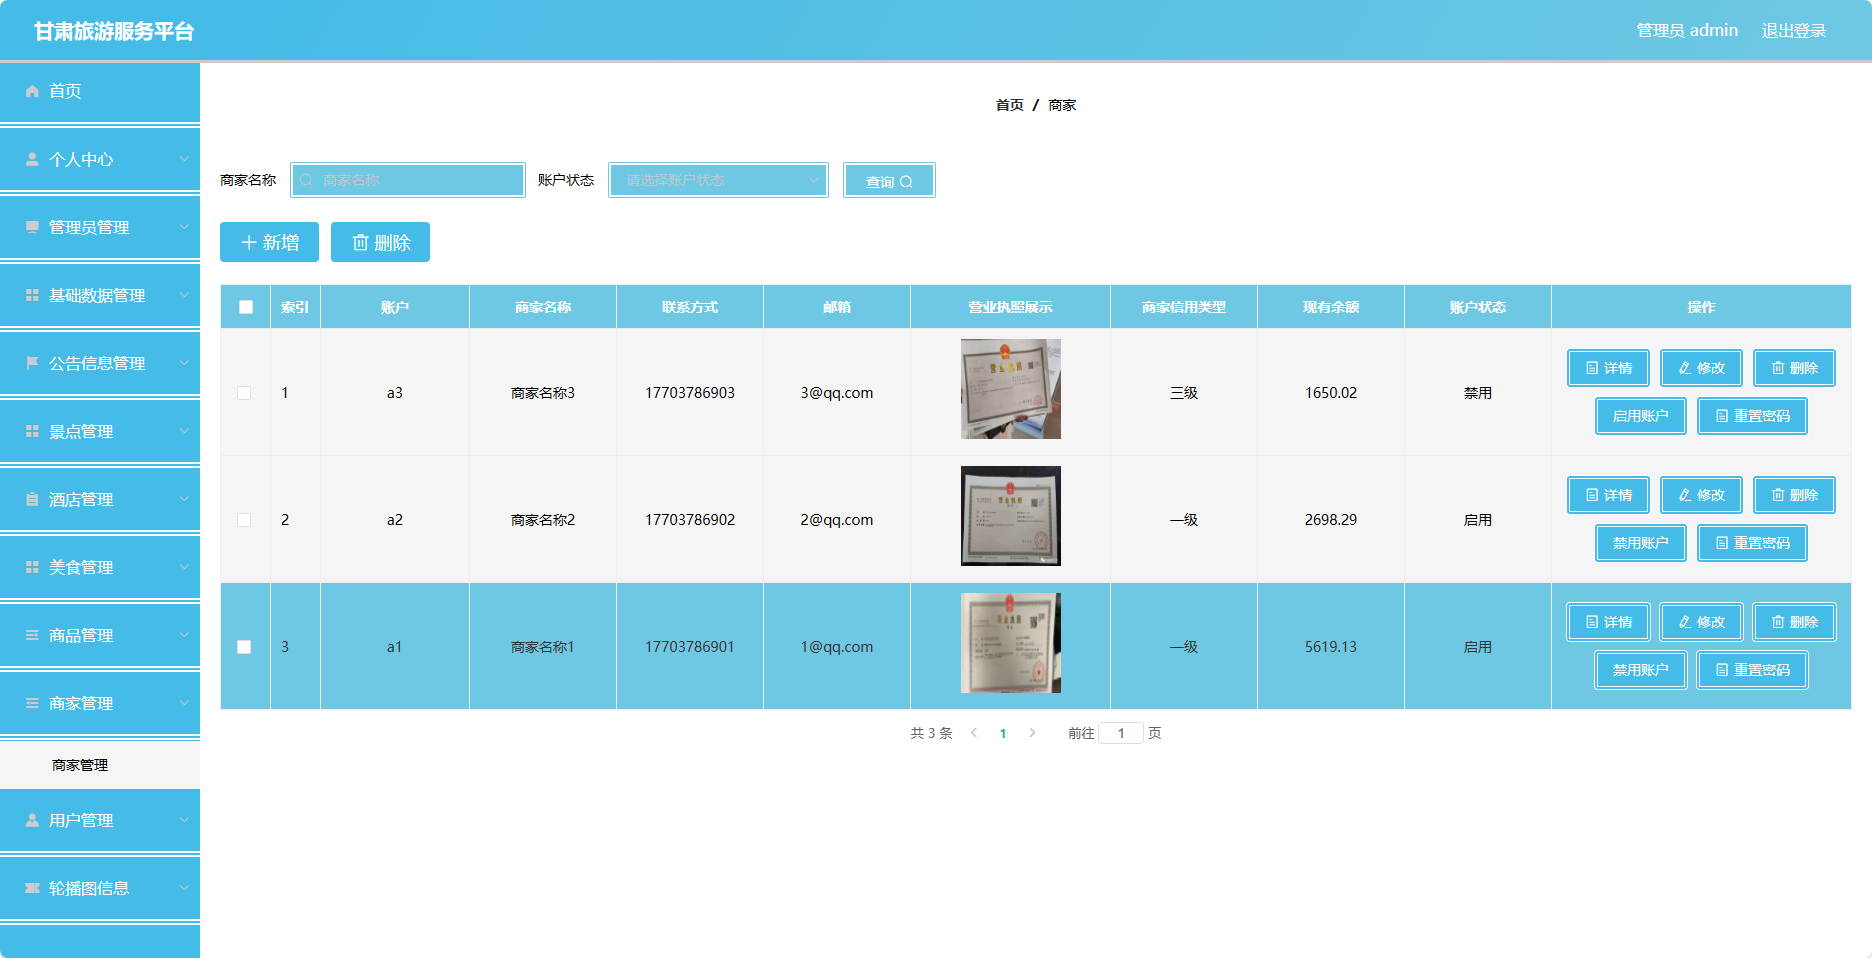 甘肃旅游服务平台
管理员 admin 退出登录
首页
个人中心
管理员管理
基础数据管理
公告信息管理
景点管理
酒店管理
美食管理
商品管理
商家管理
商家管理
用户管理
轮播图信息
首页 / 商家
商家名称 商家名称 账户状态 请选择账户状态 查询
新增 删除
索引 账户 商家名称 联系方式 邮箱 营业执照展示 商家信用类型 现有余额 账户状态 操作
1 a3 商家名称3 17703786903 3@qq.com 营业执照 三级 1650.02 禁用 详情 修改 删除
启用账户 重置密码
2 a2 商家名称2 17703786902 2@qq.com 营业执照 一级 2698.29 启用 详情 修改 删除
禁用账户 重置密码
3 a1 商家名称1 17703786901 1@qq.com 营业执照 一级 5619.13 启用 详情 修改 删除
禁用账户 重置密码
共 3 条 1 前往 1 页